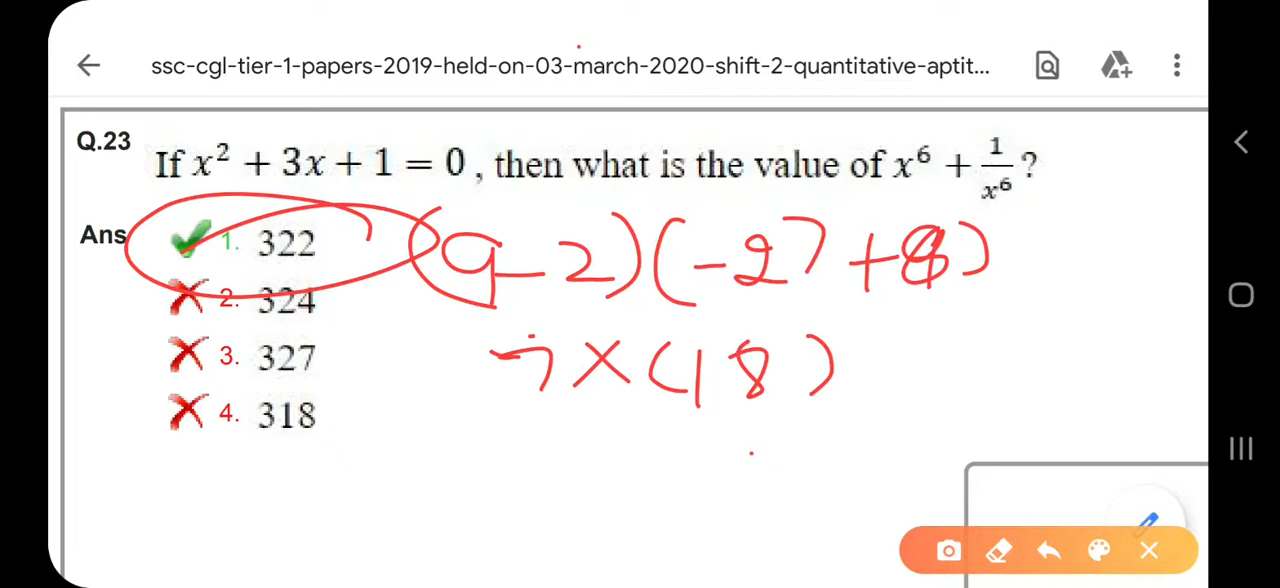 ssc-cgl-tier-1-papers-2019-held-on-03-march-2020-shift-2-quantitative-aptit...
Q.23 If x² + 3x + 1 = 0 , then what is the value of x⁶ + 1/x⁶ ?
Ans 1. 322
2. 324
3. 327
4. 318
(9-2)(-27+8)
7×(18)